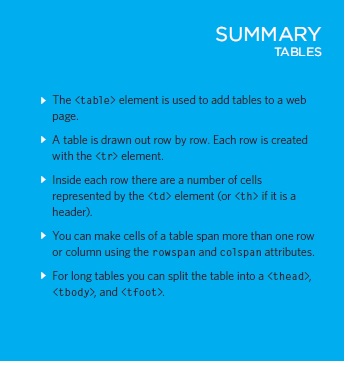 SUMMARY
TABLES
The <table> element is used to add tables to a web
page.
A table is drawn out row by row. Each row is created
with the <tr> element.
Inside each row there are a number of cells
represented by the <td> element (or <th> if it is a
header).
You can make cells of a table span more than one row
or column using the rowspan and colspan attributes.
For long tables you can split the table into a <thead>,
<tbody>, and <tfoot>.